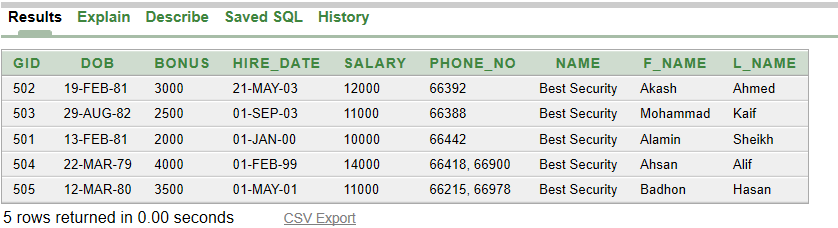 Results Explain Describe Saved SQL History
GID DOB BONUS HIRE_DATE SALARY PHONE_NO NAME F_NAME L_NAME
502 19-FEB-81 3000 21-MAY-03 12000 66392 Best Security Akash Ahmed
503 29-AUG-82 2500 01-SEP-03 11000 66388 Best Security Mohammad Kaif
501 13-FEB-81 2000 01-JAN-00 10000 66442 Best Security Alamin Sheikh
504 22-MAR-79 4000 01-FEB-99 14000 66418, 66900 Best Security Ahsan Alif
505 12-MAR-80 3500 01-MAY-01 11000 66215, 66978 Best Security Badhon Hasan
5 rows returned in 0.00 seconds CSV Export